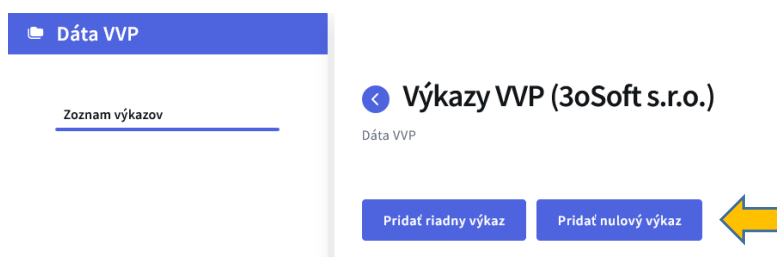 Dáta VVP
Zoznam výkazov
Výkazy VVP (3oSoft s.r.o.)
Dáta VVP
Pridať riadny výkaz
Pridať nulový výkaz